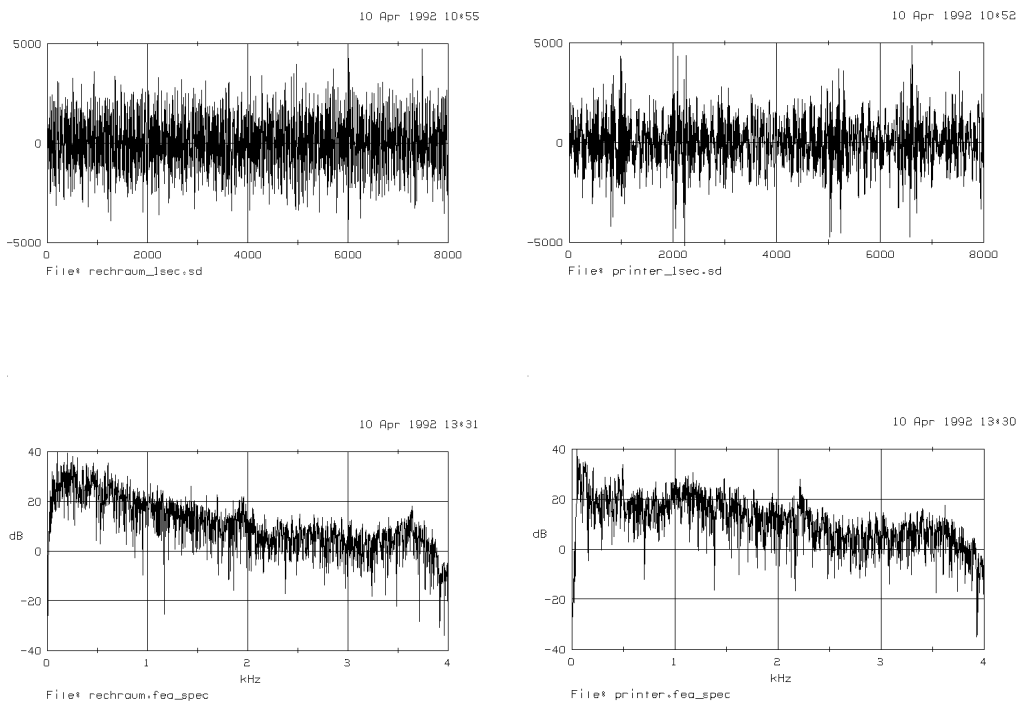 10 Apr 1992 10:55
5000
0
-5000
0 2000 4000 6000 8000
File: rechraum_1sec.sd
10 Apr 1992 10:52
5000
0
-5000
0 2000 4000 6000 8000
File: printer_1sec.sd
10 Apr 1992 13:31
40
20
dB
0
-20
-40
0 1 2 3 4
kHz
File: rechraum.fea_spec
10 Apr 1992 13:30
40
20
dB
0
-20
-40
0 1 2 3 4
kHz
File: printer.fea_spec